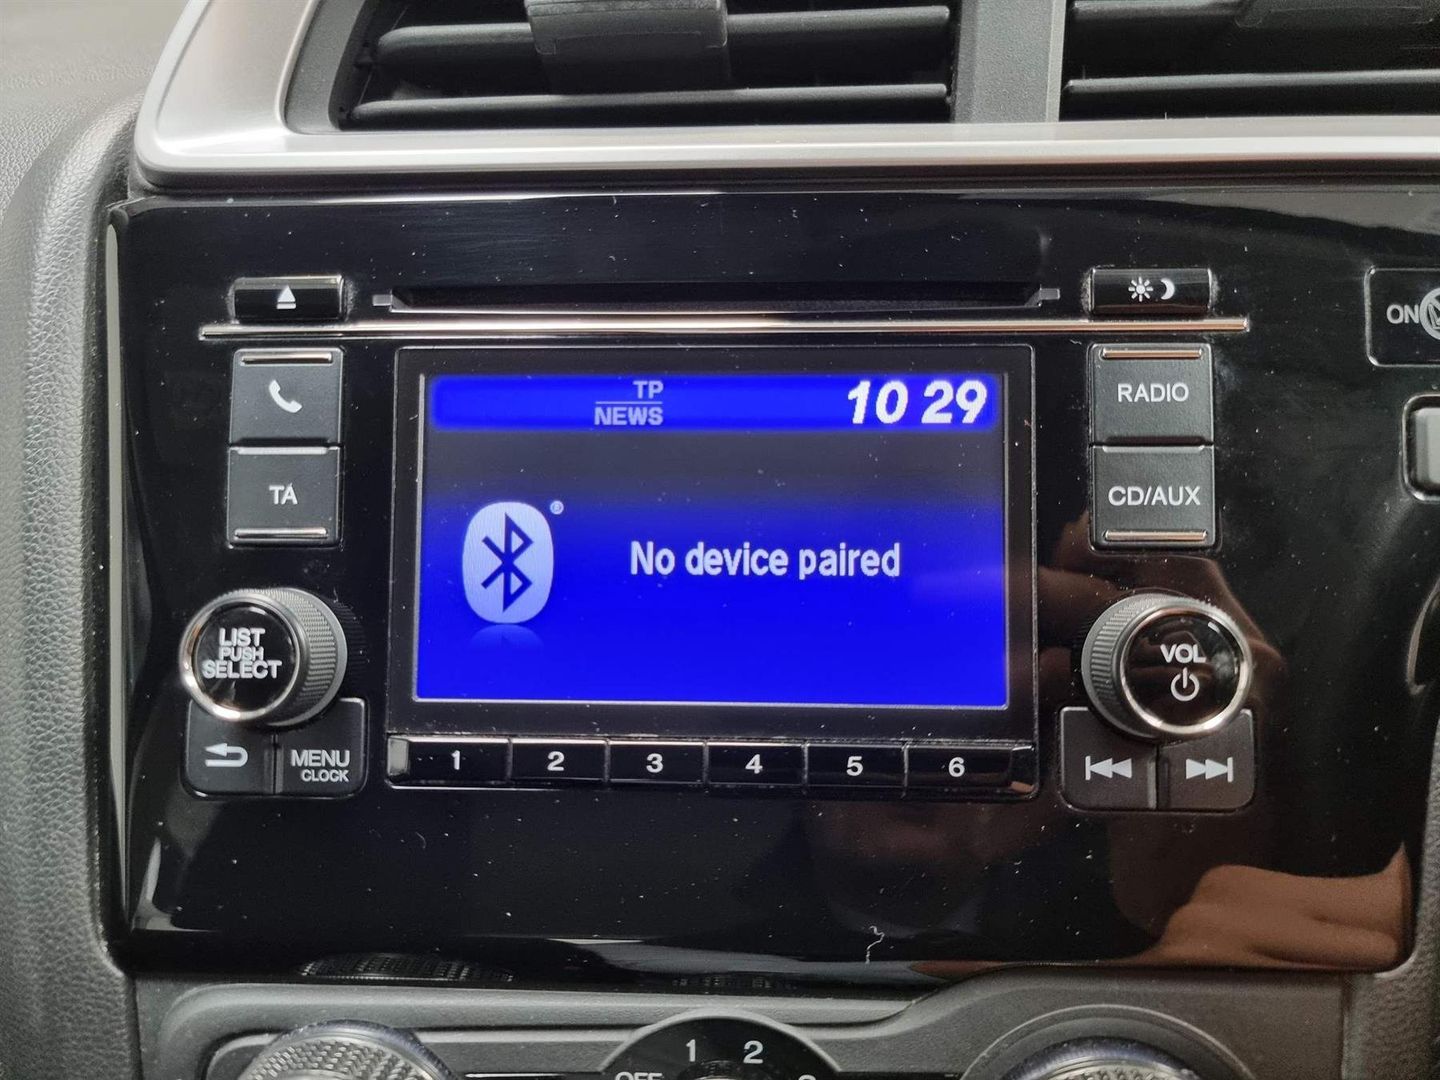 TP
NEWS
10 29
No device paired
TA
RADIO
CD/AUX
ON
LIST
PUSH
SELECT
VOL
MENU
CLOCK
1 2 3 4 5 6
1 2
OFF